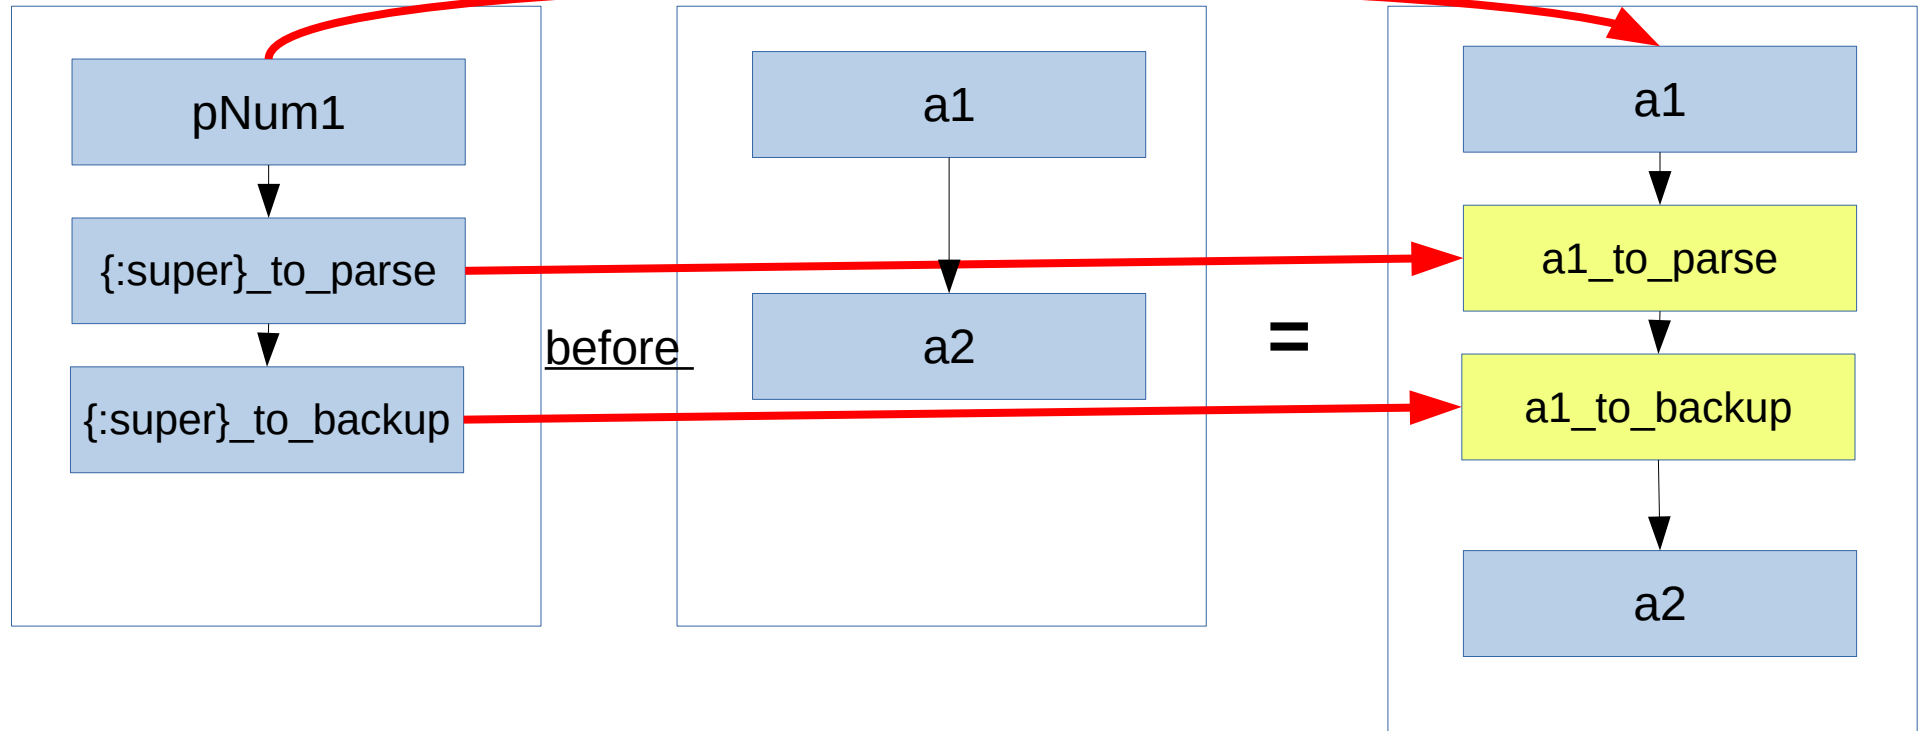 pNum1
{:super}_to_parse
{:super}_to_backup
before
a1
a2
=
a1
a1_to_parse
a1_to_backup
a2